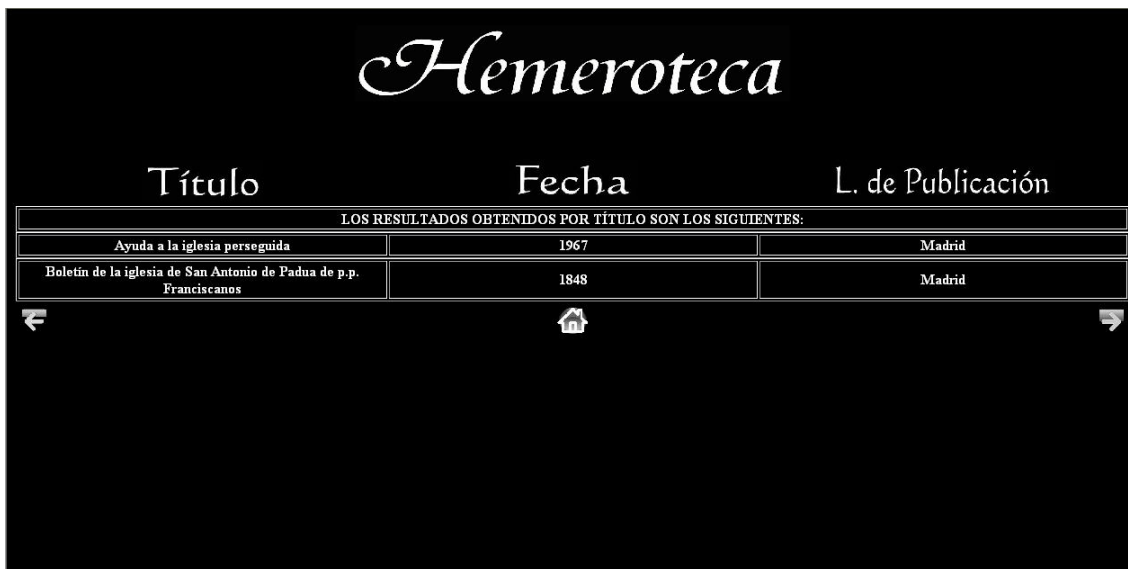 Hemeroteca
Título Fecha L. de Publicación
LOS RESULTADOS OBTENIDOS POR TÍTULO SON LOS SIGUIENTES:
Ayuda a la iglesia perseguida 1967 Madrid
Boletín de la iglesia de San Antonio de Padua de p.p.
Franciscanos 1848 Madrid